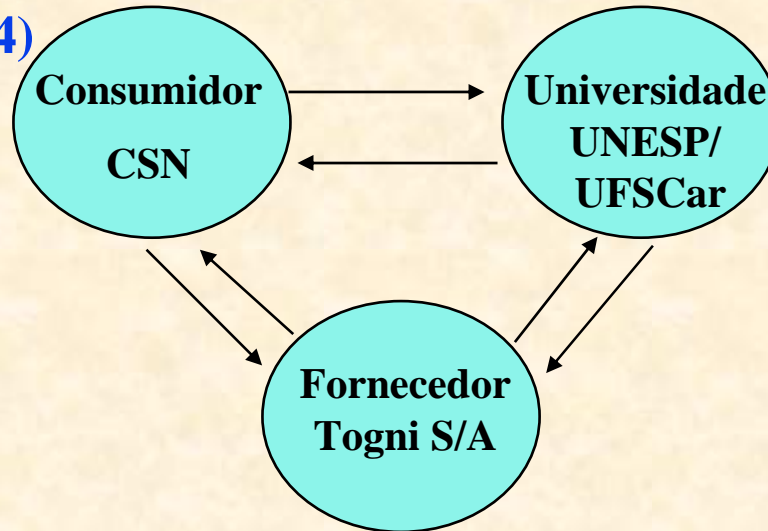 4)
Consumidor
CSN
Universidade
UNESP/
UFSCar
Fornecedor
Togni S/A